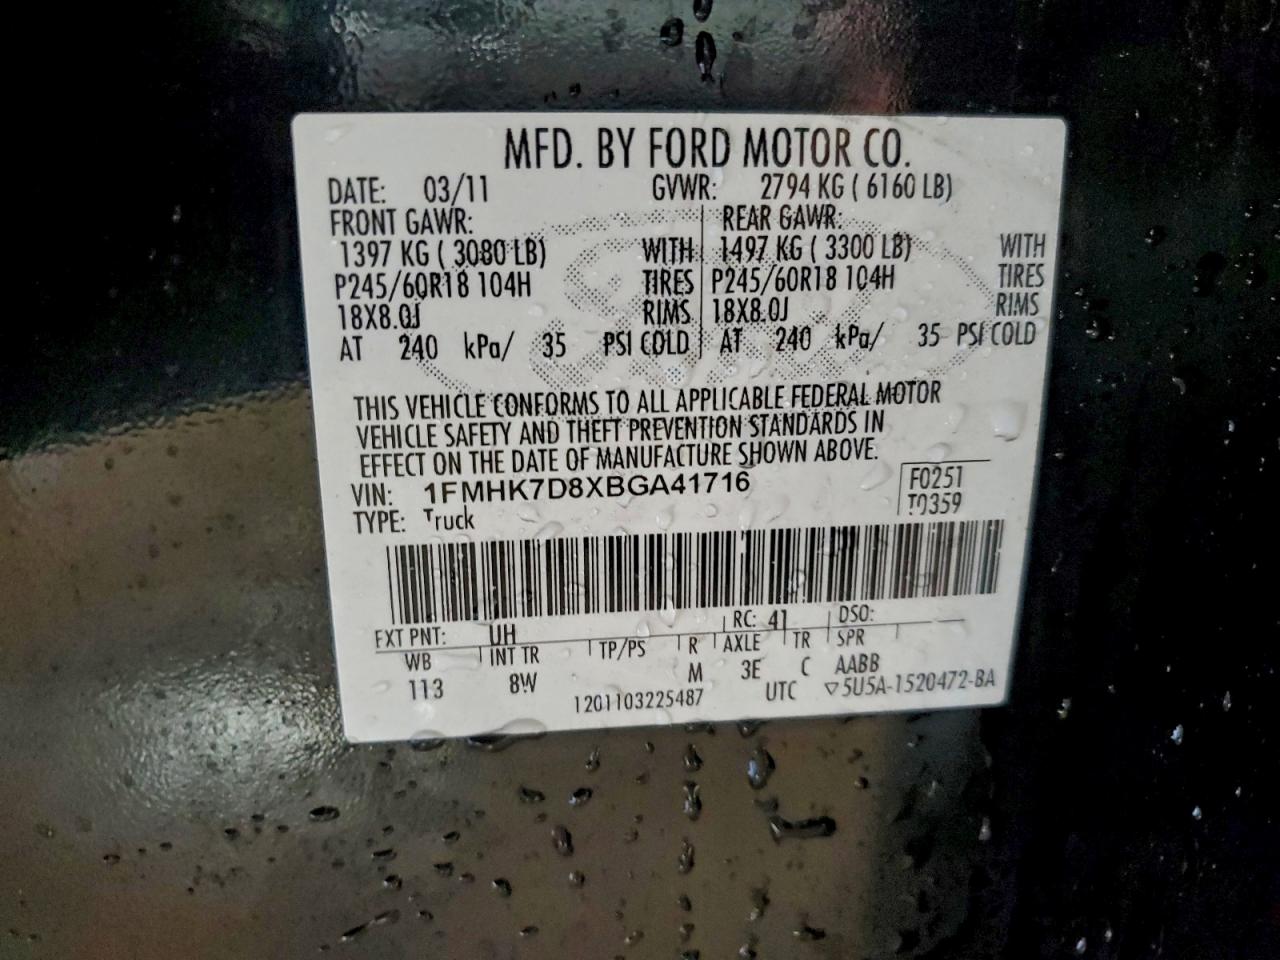 MFD. BY FORD MOTOR CO.
DATE: 03/11 GVWR: 2794 KG ( 6160 LB)
FRONT GAWR: REAR GAWR:
1397 KG ( 3080 LB) WITH 1497 KG ( 3300 LB) WITH
P245/60R18 104H TIRES P245/60R18 104H TIRES
18X8.0J RIMS 18X8.0J RIMS
AT 240 kPa/ 35 PSI COLD AT 240 kPa/ 35 PSI COLD
THIS VEHICLE CONFORMS TO ALL APPLICABLE FEDERAL MOTOR
VEHICLE SAFETY AND THEFT PREVENTION STANDARDS IN
EFFECT ON THE DATE OF MANUFACTURE SHOWN ABOVE.
VIN: 1FMHK7D8XBGA41716 F0251
TYPE: Truck T0359
EXT PNT: UH RC: 41 DSO:
WB INT TR TP/PS R AXLE TR SPR
113 8W M 3E C AABB
1201103225487 UTC ▽5U5A-1520472-BA